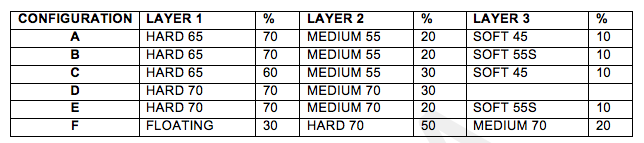 CONFIGURATION LAYER 1 % LAYER 2 % LAYER 3 %
A HARD 65 70 MEDIUM 55 20 SOFT 45 10
B HARD 65 70 MEDIUM 55 20 SOFT 55S 10
C HARD 65 60 MEDIUM 55 30 SOFT 45 10
D HARD 70 70 MEDIUM 70 30
E HARD 70 70 MEDIUM 70 20 SOFT 55S 10
F FLOATING 30 HARD 70 50 MEDIUM 70 20